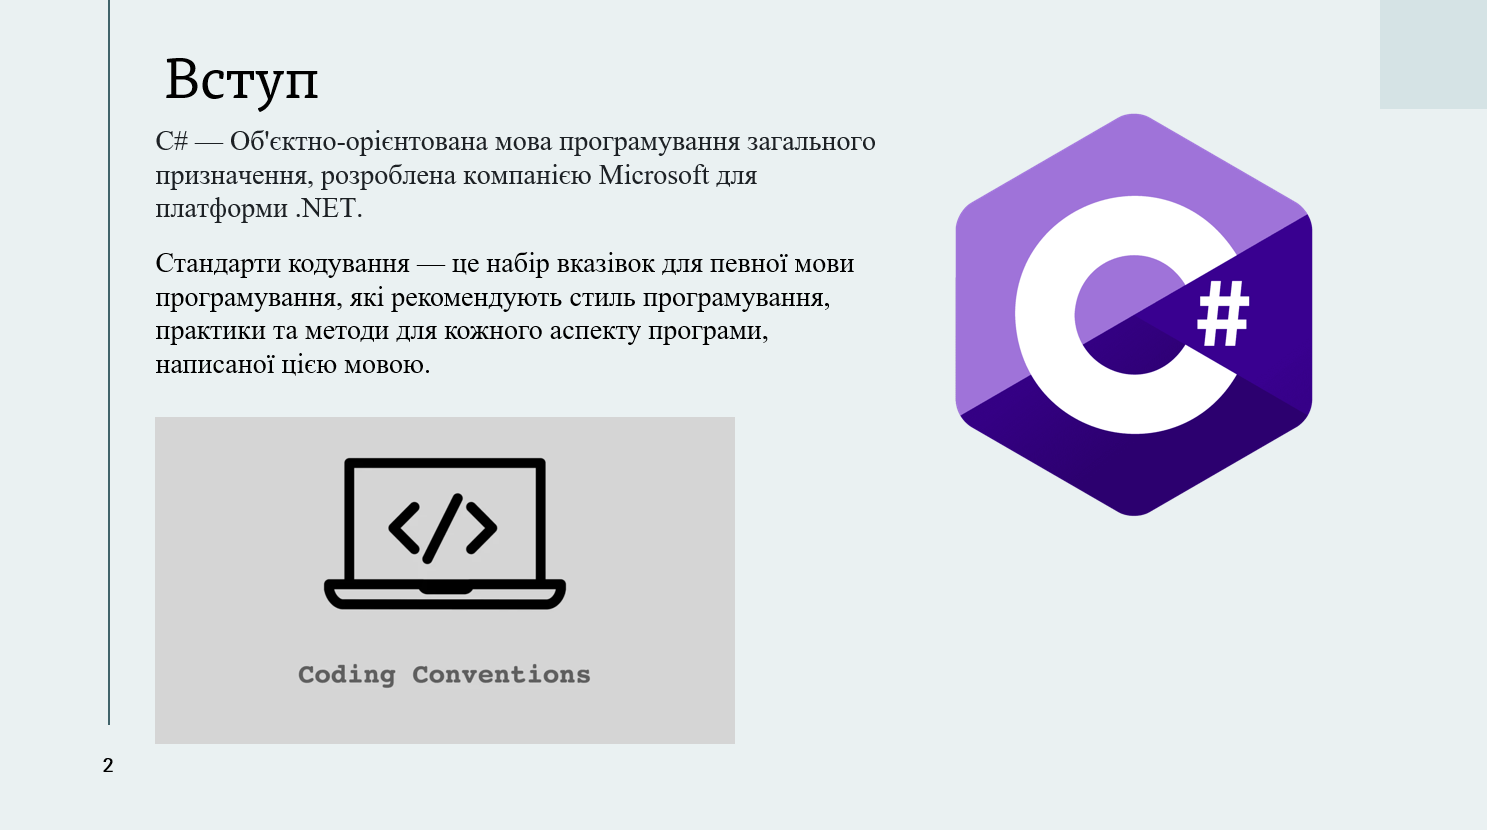 Вступ
C# — Об'єктно-орієнтована мова програмування загального
призначення, розроблена компанією Microsoft для
платформи .NET.
Стандарти кодування — це набір вказівок для певної мови
програмування, які рекомендують стиль програмування,
практики та методи для кожного аспекту програми,
написаної цією мовою.
C#
</>
Coding Conventions
2